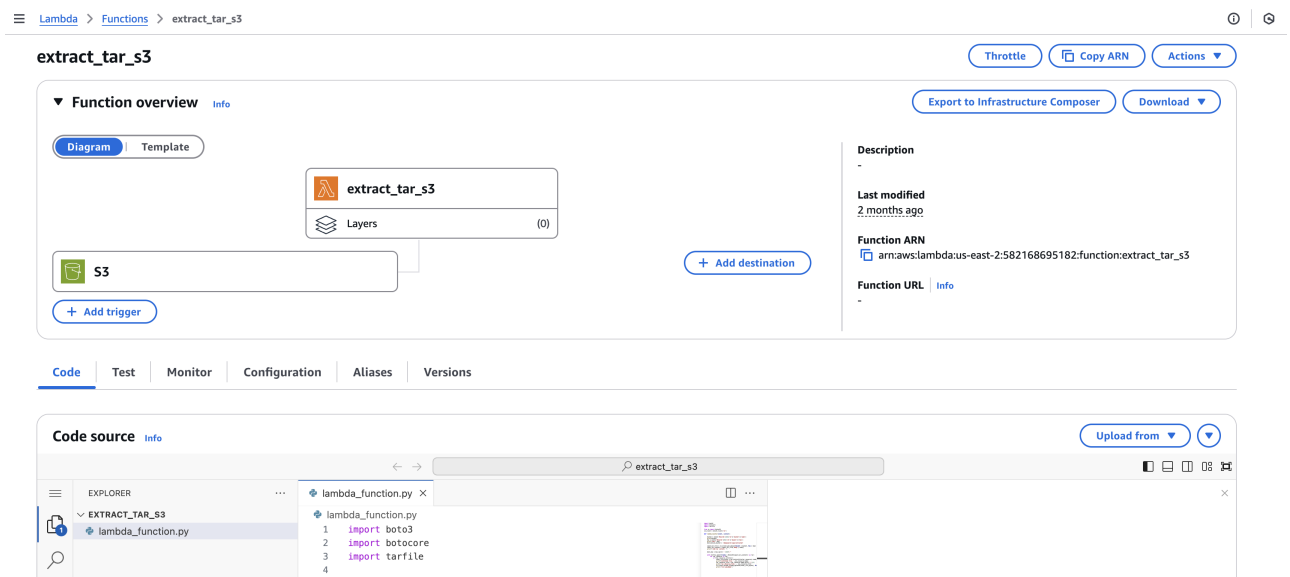 Lambda > Functions > extract_tar_s3
extract_tar_s3
Throttle Copy ARN Actions
Function overview Info
Export to Infrastructure Composer Download
Diagram Template
extract_tar_s3
Layers (0)
S3
Add trigger
Add destination
Description
-
Last modified
2 months ago
Function ARN
arn:aws:lambda:us-east-2:582168695182:function:extract_tar_s3
Function URL Info
-
Code Test Monitor Configuration Aliases Versions
Code source Info
Upload from
extract_tar_s3
EXPLORER
EXTRACT_TAR_S3
lambda_function.py
1
lambda_function.py
lambda_function.py
1 import boto3
2 import botocore
3 import tarfile
4